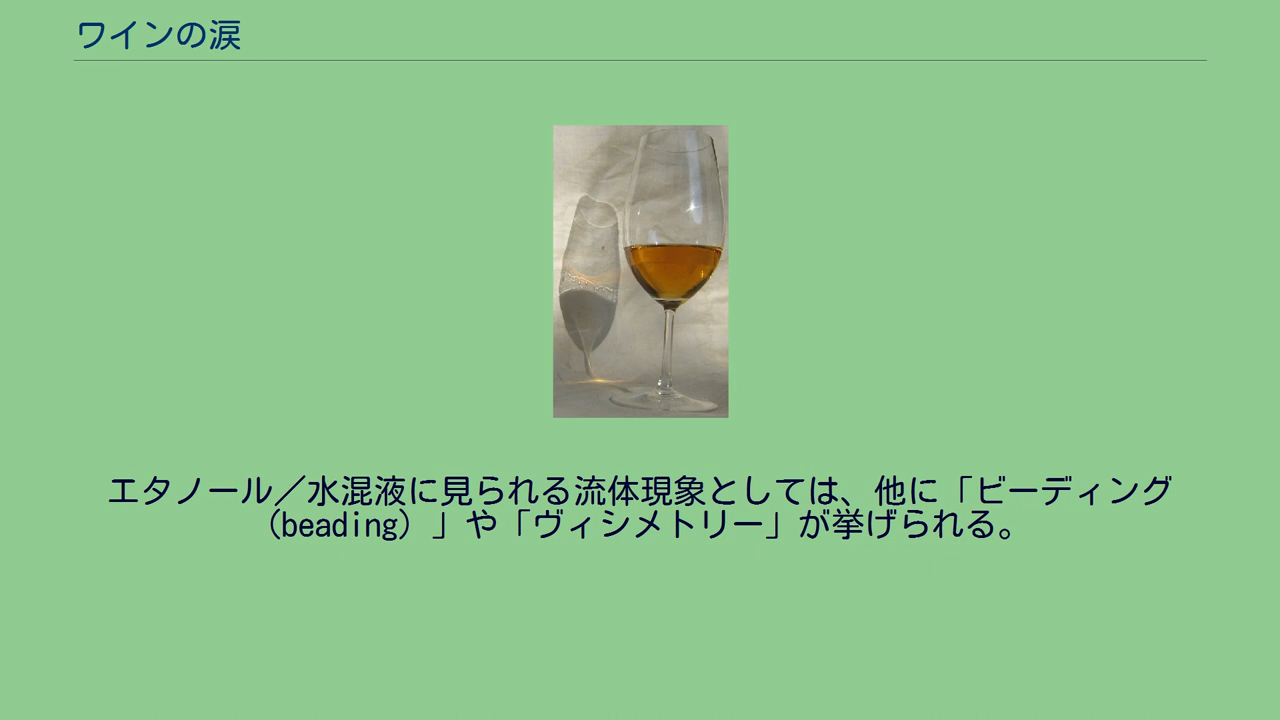 ワインの涙
エタノール／水混液に見られる流体現象としては、他に「ビーディング
（beading）」や「ヴィシメトリー」が挙げられる。